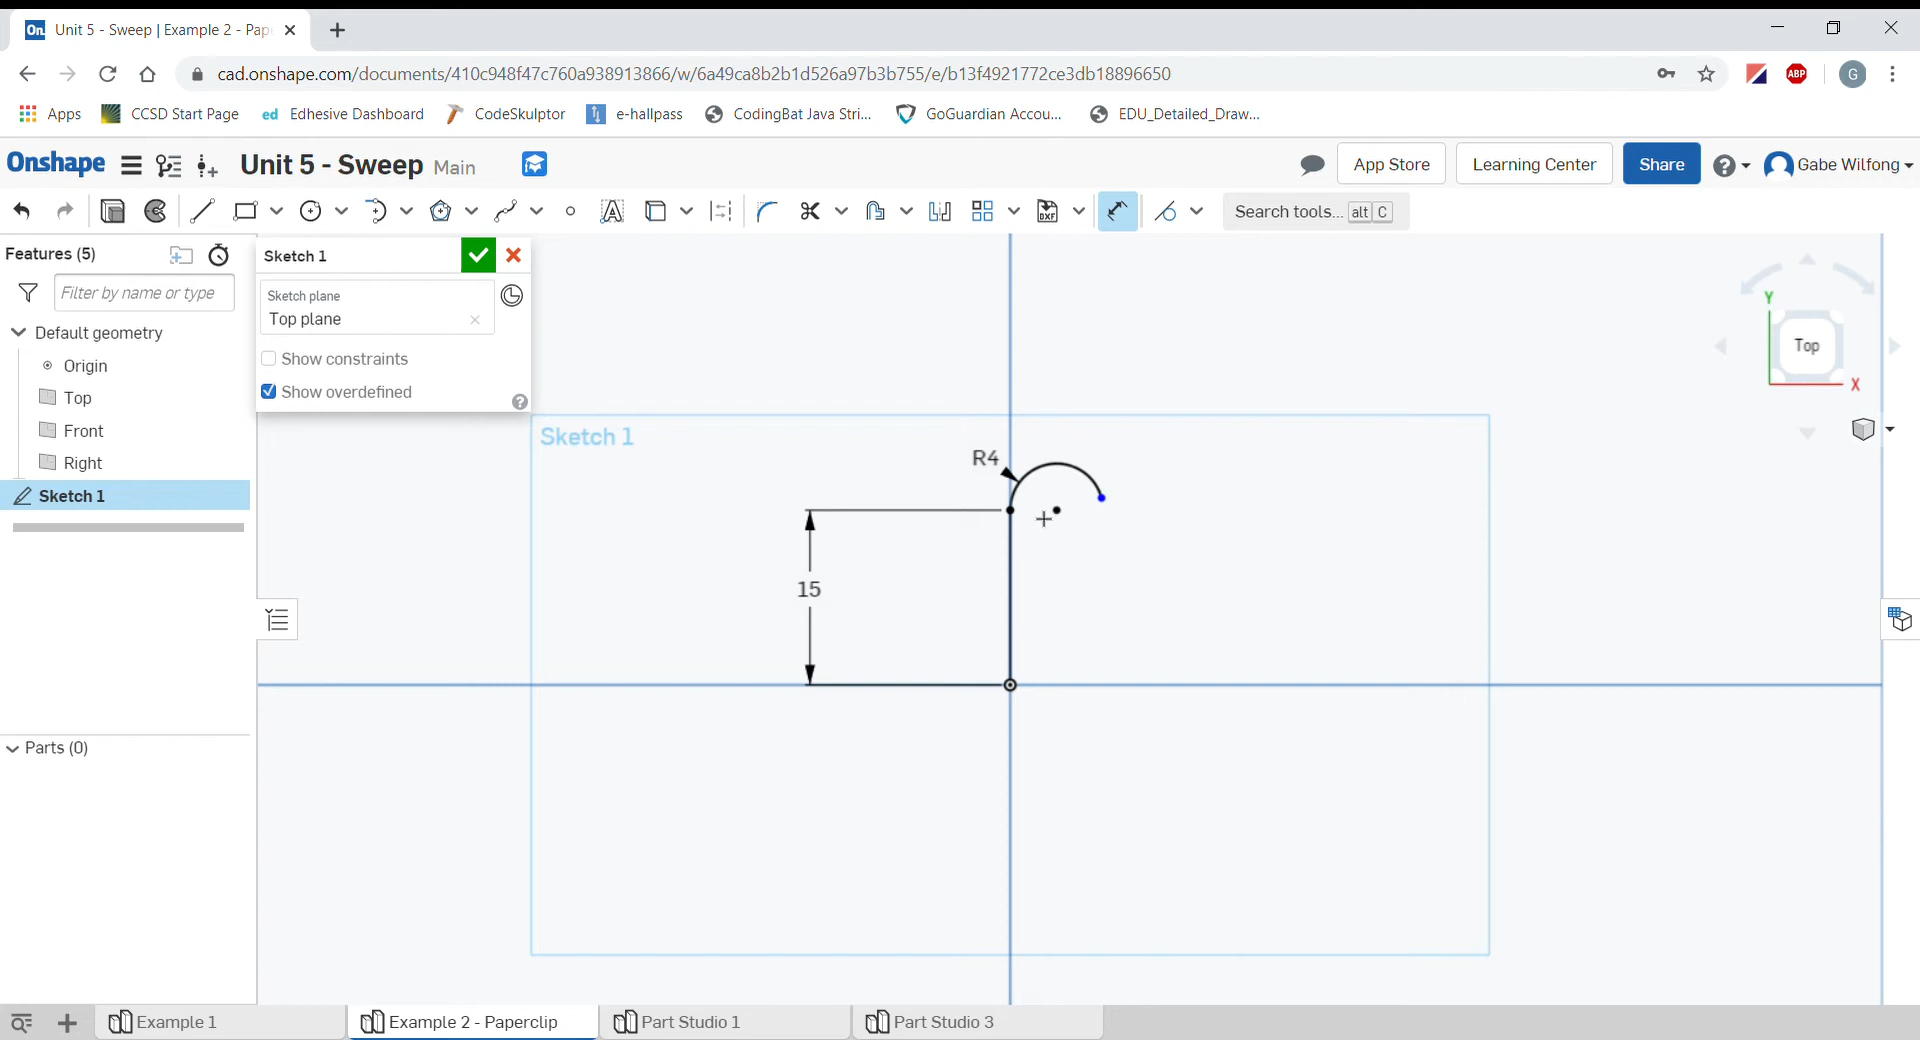 Unit 5 - Sweep | Example 2 - Pap
cad.onshape.com/documents/410c948f47c760a938913866/w/6a49ca8b2b1d526a97b3b755/e/b13f4921772ce3db18896650
ABP
G
Apps
CCSD Start Page
ed Edhesive Dashboard
CodeSkulptor
e-hallpass
CodingBat Java Stri...
GoGuardian Accou...
EDU_Detailed_Draw...
Onshape
Unit 5 - Sweep Main
App Store
Learning Center
Share
Gabe Wilfong
DXF
Search tools... alt C
Features (5)
Filter by name or type
Default geometry
Origin
Top
Front
Right
Sketch 1
Parts (0)
Sketch 1
Sketch plane
Top plane
Show constraints
Show overdefined
Sketch 1
R4
15
Y
Top
X
Example 1
Example 2 - Paperclip
Part Studio 1
Part Studio 3